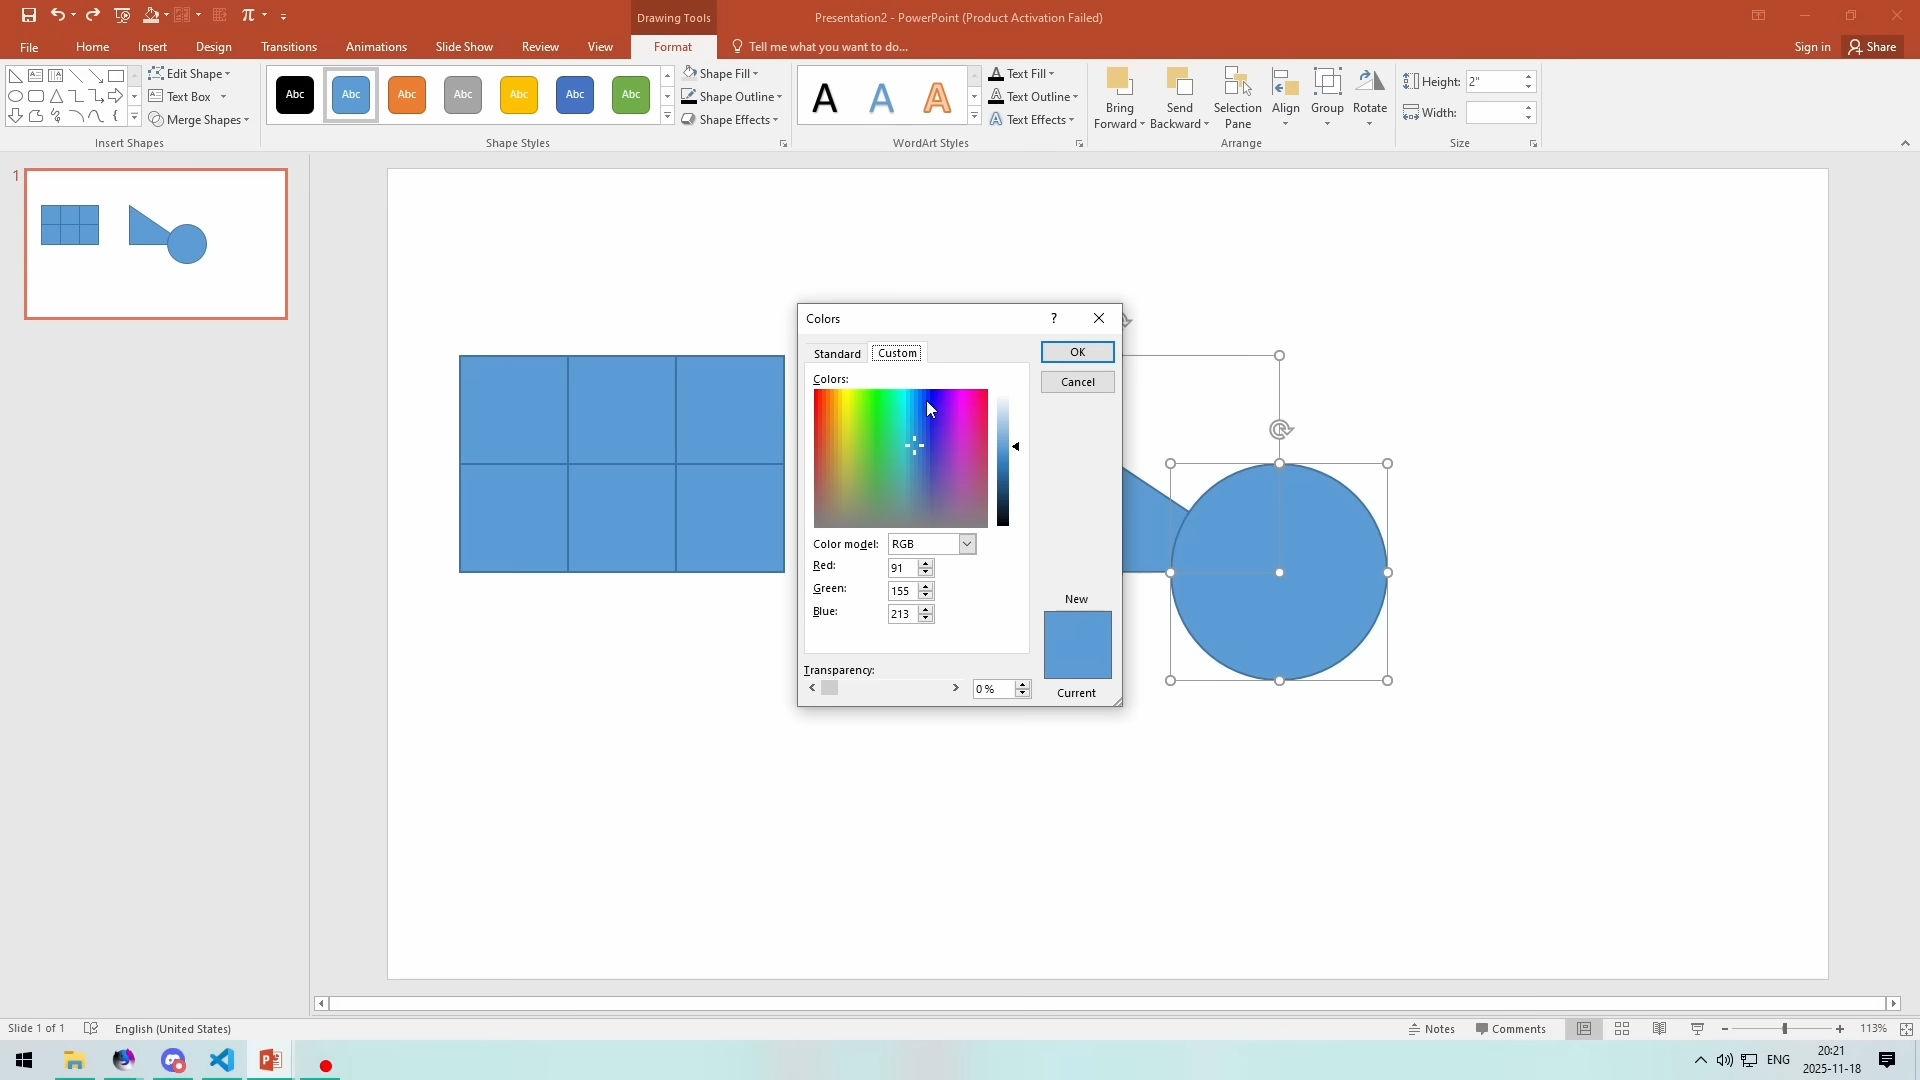 Drawing Tools
Presentation2 - PowerPoint (Product Activation Failed)
File Home Insert Design Transitions Animations Slide Show Review View Format Tell me what you want to do... Sign in Share
Edit Shape
Text Box
Merge Shapes
Insert Shapes
Abc Abc Abc Abc Abc Abc Abc
Shape Fill
Shape Outline
Shape Effects
Shape Styles
A A A
Text Fill
Text Outline
Text Effects
WordArt Styles
Bring Forward
Send Backward
Selection Pane
Align
Group
Rotate
Arrange
Height: 2"
Width:
Size
1
Colors
?
Standard Custom
OK
Cancel
Colors:
Color model: RGB
Red: 91
Green: 155
Blue: 213
Transparency:
0 %
New
Current
Slide 1 of 1 English (United States) Notes Comments 113%
ENG
20:21
2025-11-18